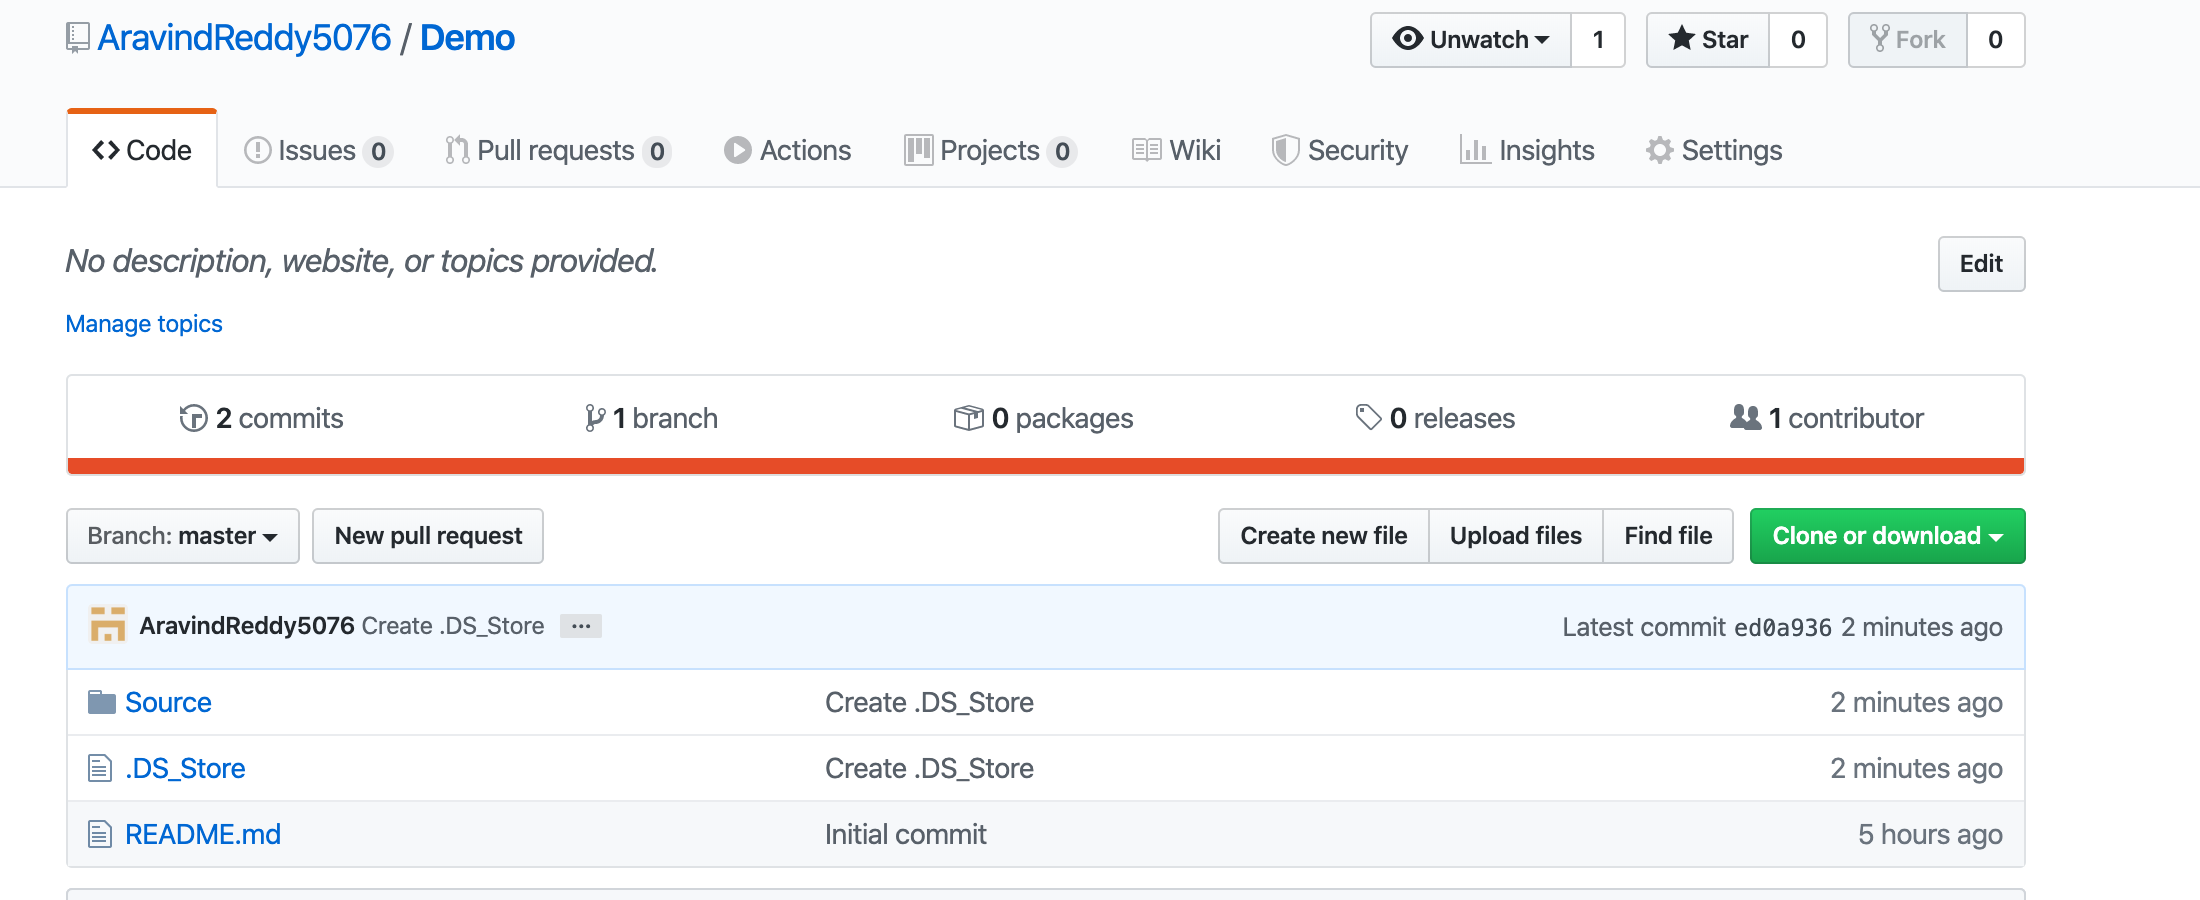 AravindReddy5076 / Demo
Unwatch 1 Star 0 Fork 0
Code Issues 0 Pull requests 0 Actions Projects 0 Wiki Security Insights Settings
No description, website, or topics provided.
Edit
Manage topics
2 commits 1 branch 0 packages 0 releases 1 contributor
Branch: master New pull request Create new file Upload files Find file Clone or download
AravindReddy5076 Create .DS_Store ... Latest commit ed0a936 2 minutes ago
Source Create .DS_Store 2 minutes ago
.DS_Store Create .DS_Store 2 minutes ago
README.md Initial commit 5 hours ago